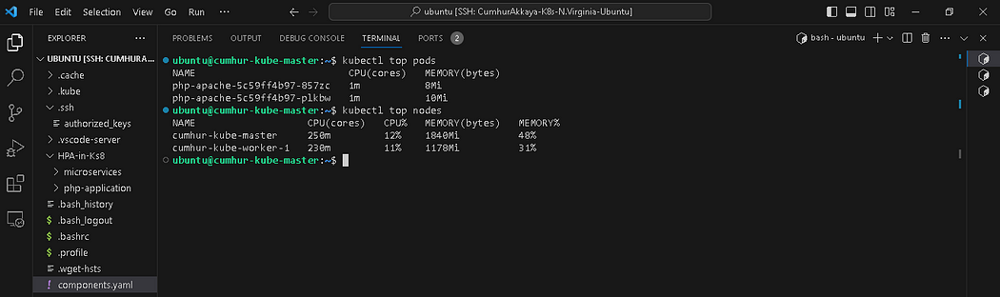 File Edit Selection View Go Run ··· ubuntu [SSH: CumhurAkkaya-K8s-N.Virginia-Ubuntu]
EXPLORER ···
UBUNTU [SSH: CUMHURA...
.cache
.kube
.ssh
authorized_keys
.vscode-server
HPA-in-Ks8
microservices
php-application
.bash_history
.bash_logout
.bashrc
.profile
.wget-hsts
components.yaml
PROBLEMS OUTPUT DEBUG CONSOLE TERMINAL PORTS 2 bash - ubuntu
ubuntu@cumhur-kube-master:~$ kubectl top pods
NAME CPU(cores) MEMORY(bytes)
php-apache-5c59ff4b97-857zc 1m 8Mi
php-apache-5c59ff4b97-plkbw 1m 10Mi
ubuntu@cumhur-kube-master:~$ kubectl top nodes
NAME CPU(cores) CPU% MEMORY(bytes) MEMORY%
cumhur-kube-master 250m 12% 1840Mi 48%
cumhur-kube-worker-1 230m 11% 1178Mi 31%
ubuntu@cumhur-kube-master:~$